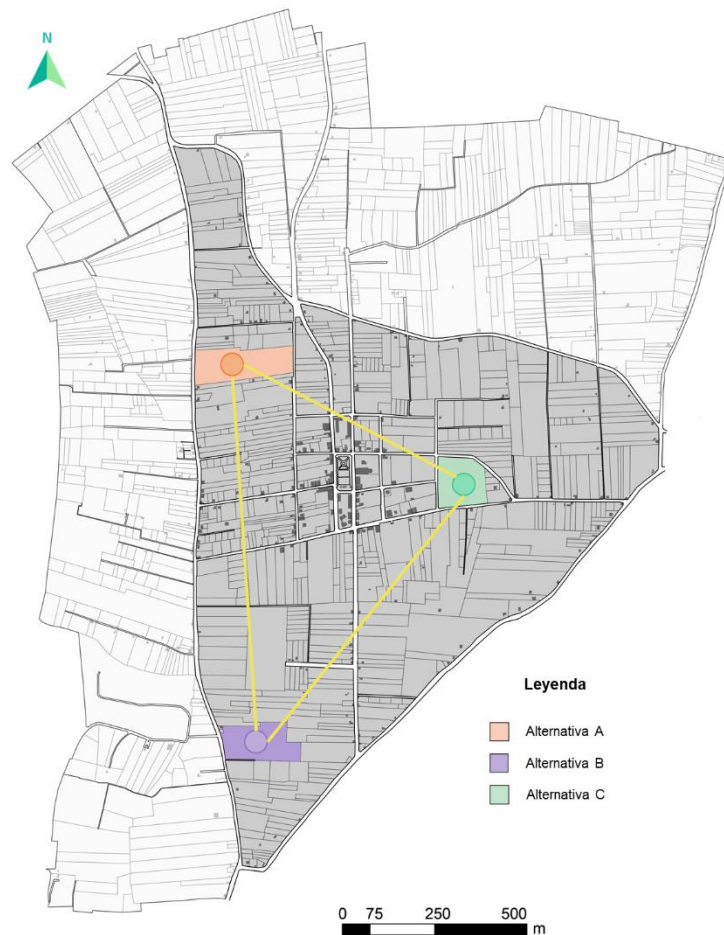 N
Leyenda
Alternativa A
Alternativa B
Alternativa C
0 75 250 500
m